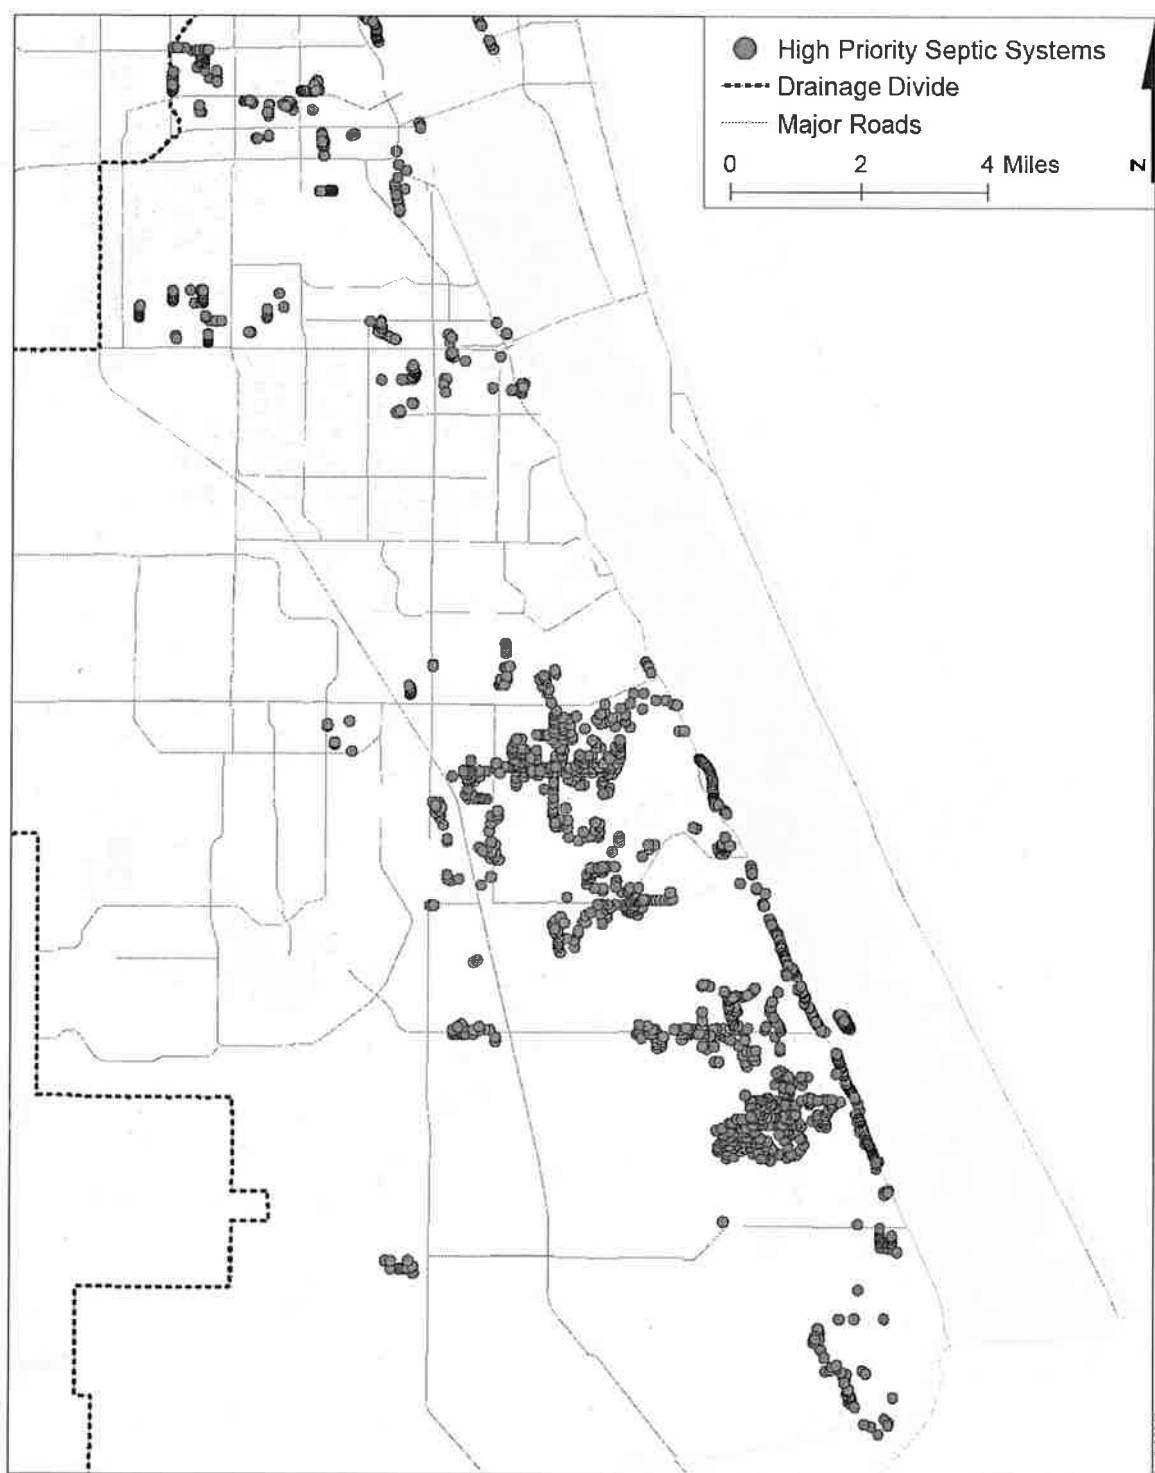 High Priority Septic Systems
Drainage Divide
Major Roads
0 2 4 Miles
N